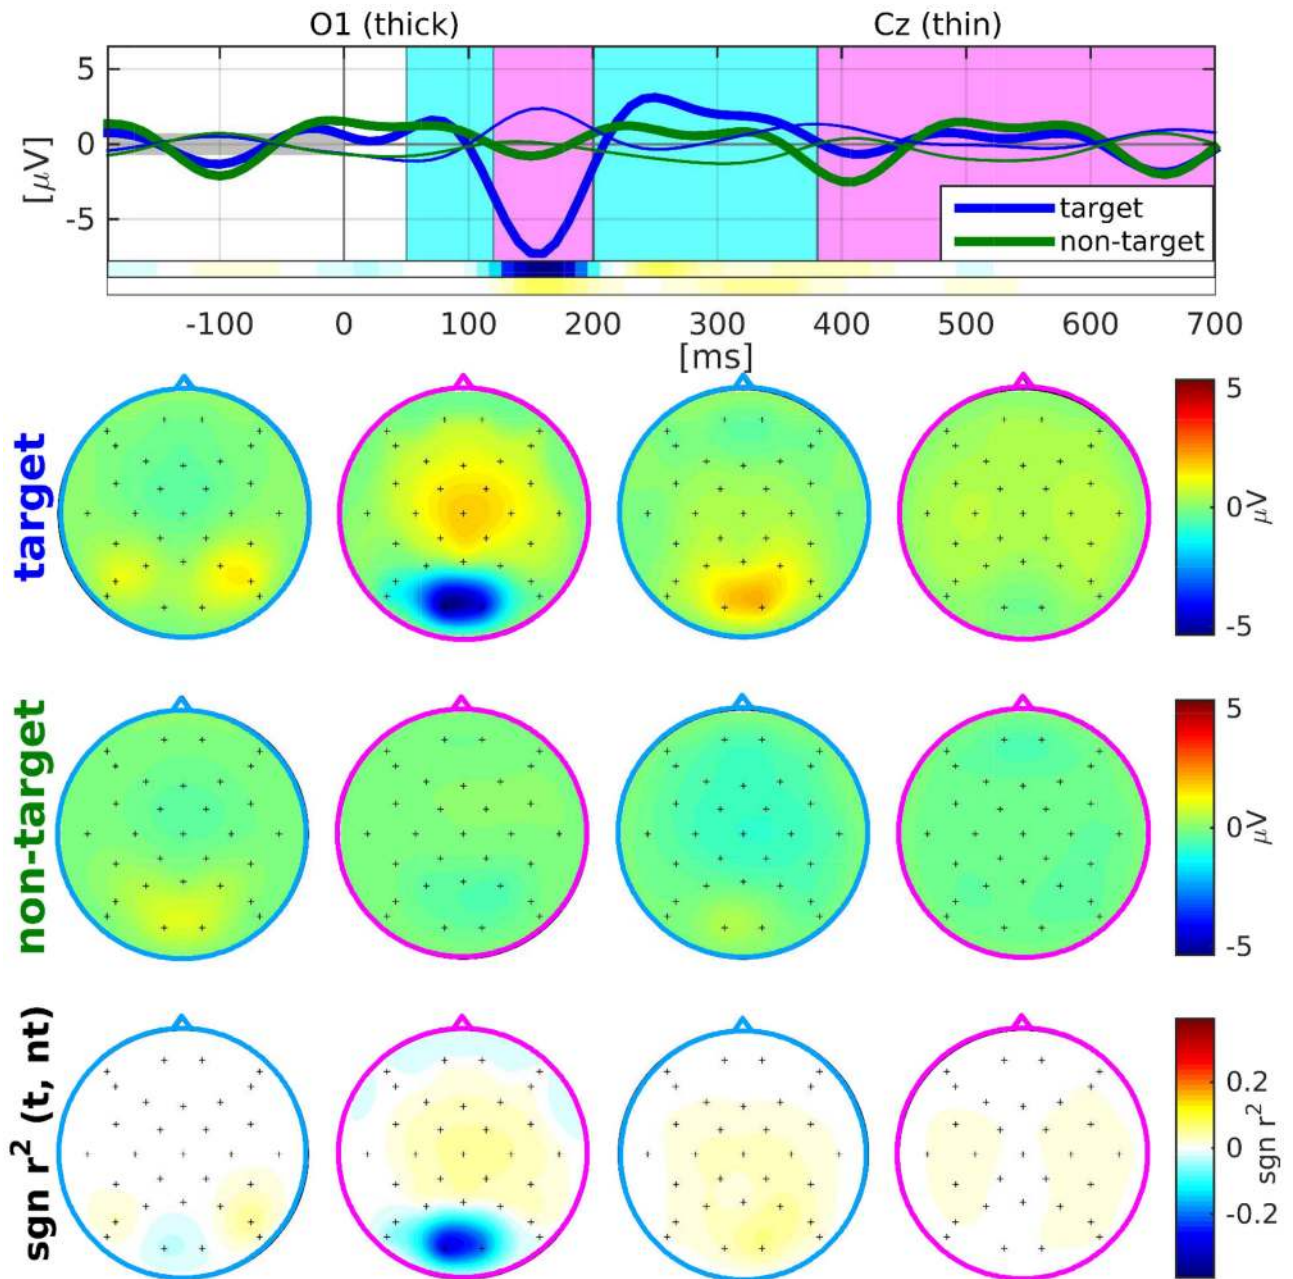 O1 (thick) Cz (thin)
5
0
-5
[μV]
target
non-target
-100 0 100 200 300 400 500 600 700
[ms]
target
5
0
-5
μV
non-target
5
0
-5
μV
sgn r² (t, nt)
0.2
0
-0.2
sgn r²